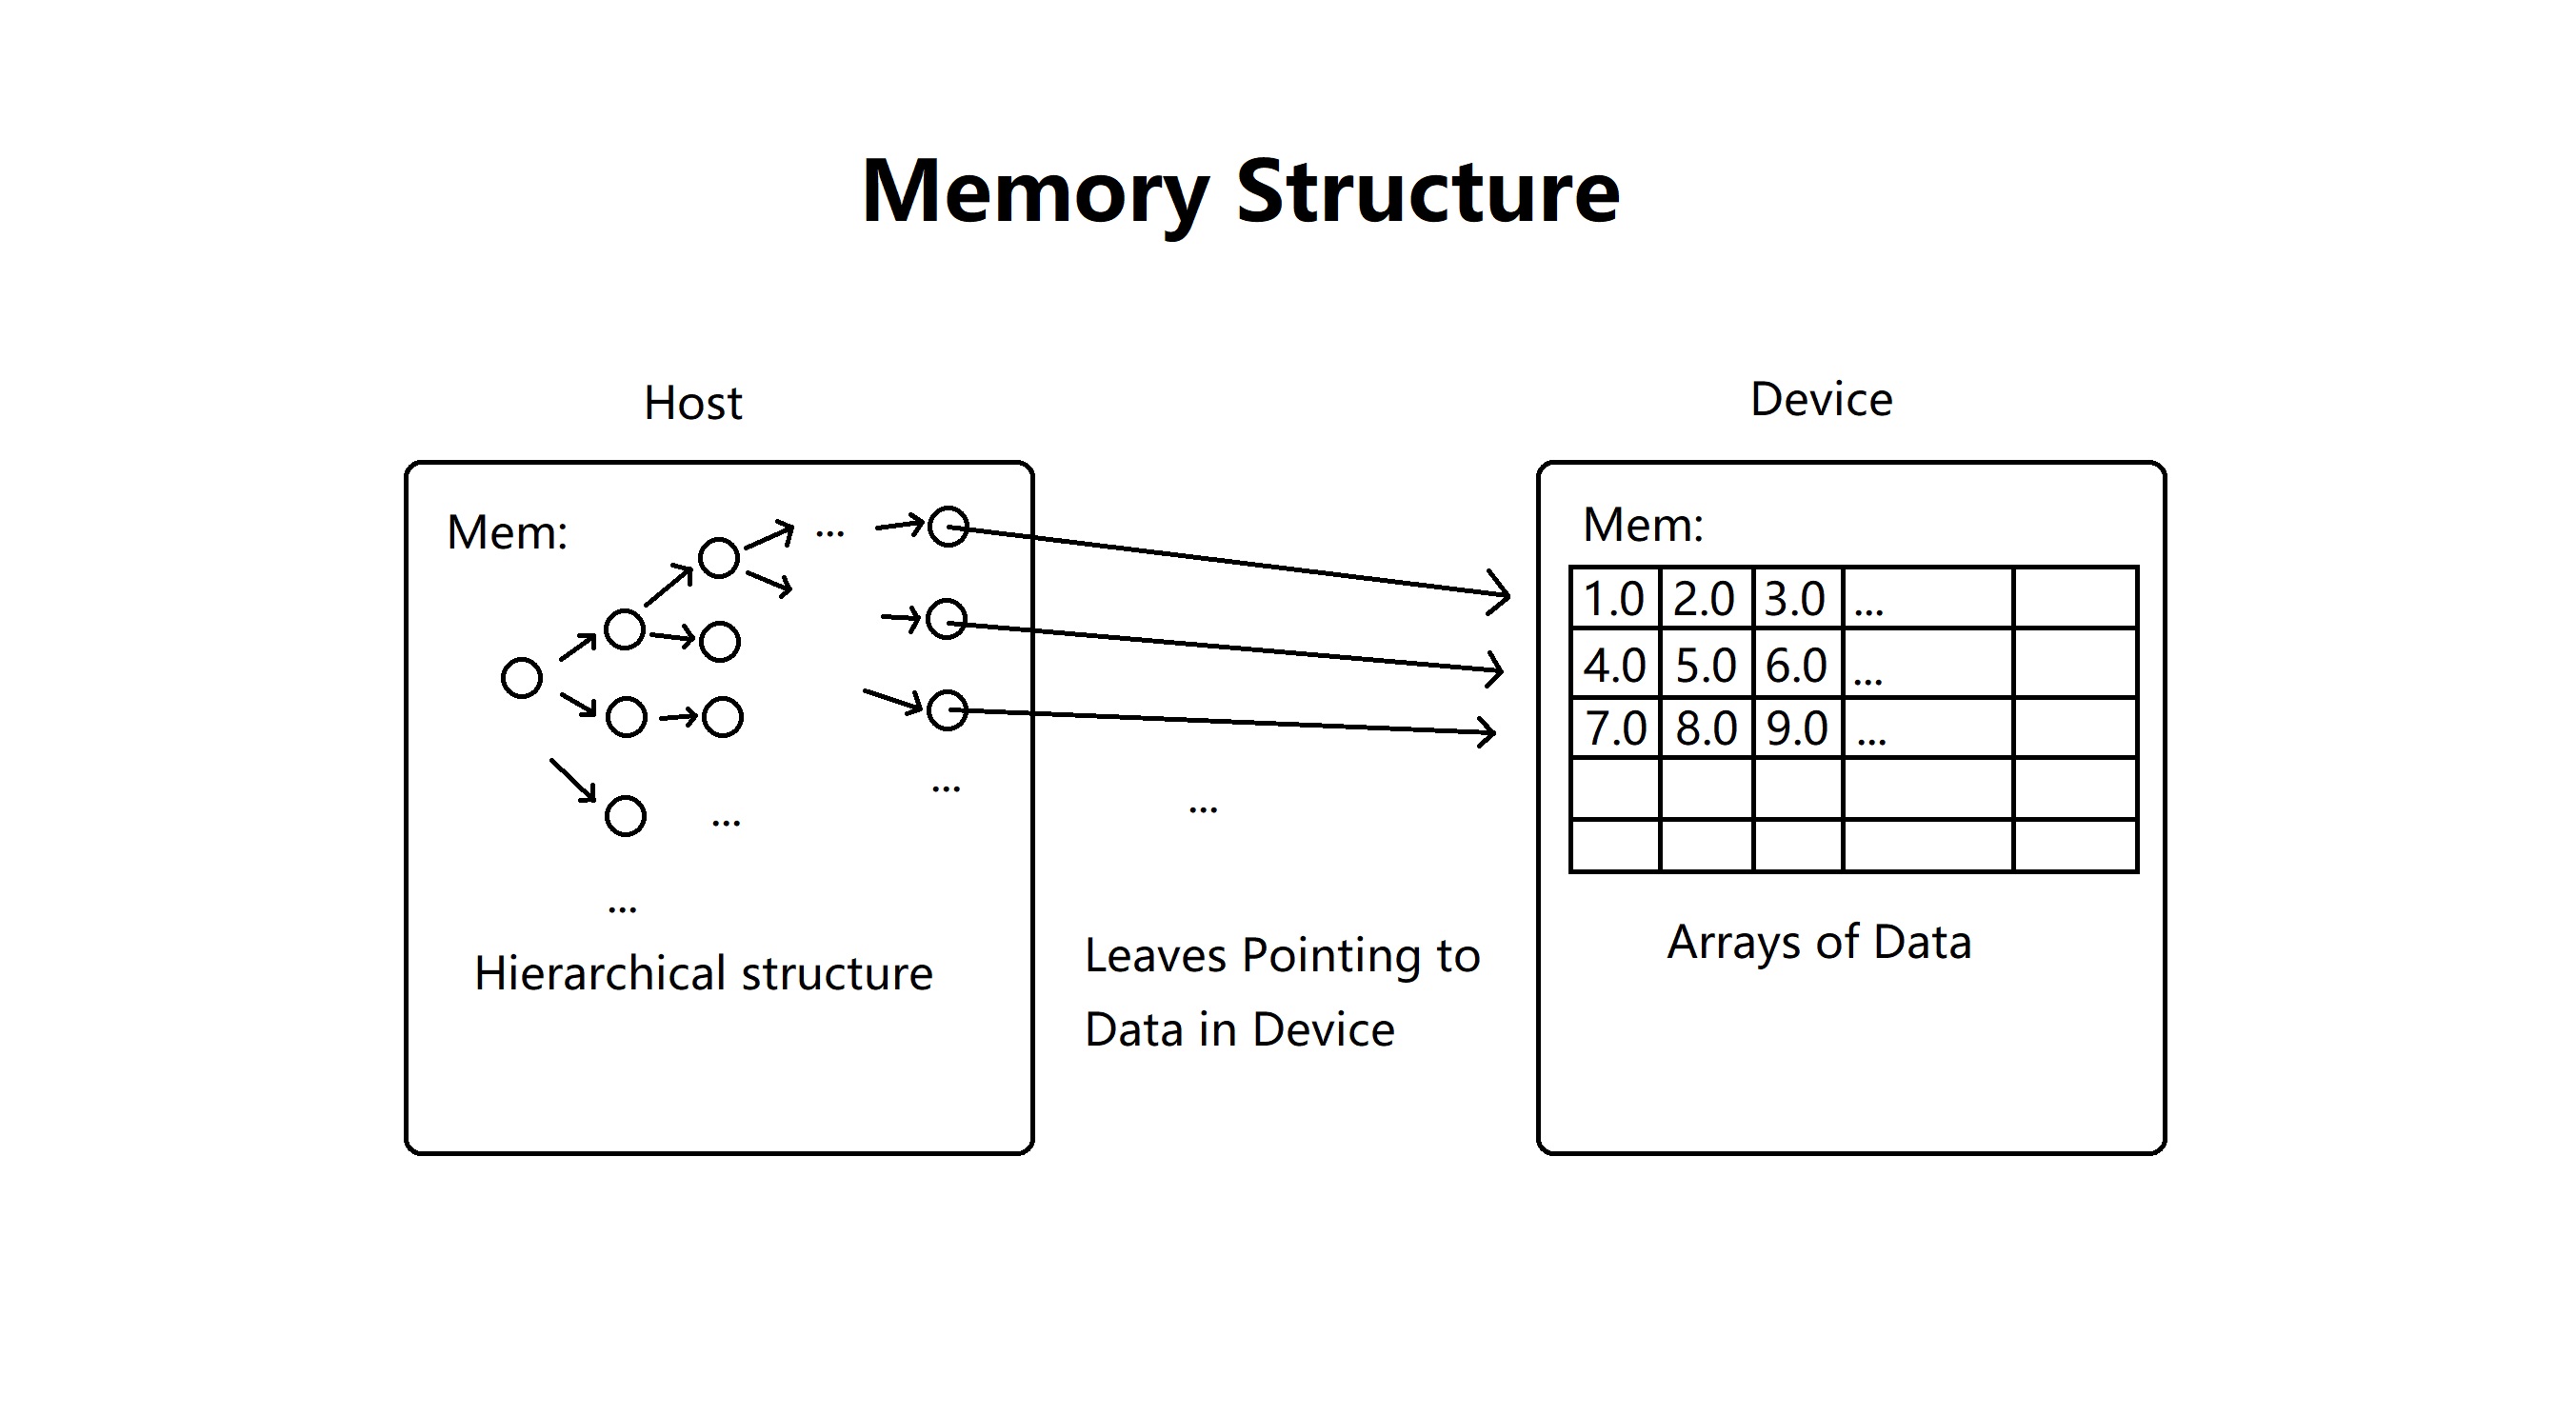 Memory Structure
Host
Device
Mem:
...
...
...
...
Hierarchical structure
...
Leaves Pointing to
Data in Device
Mem:
1.0 2.0 3.0 ...
4.0 5.0 6.0 ...
7.0 8.0 9.0 ...
Arrays of Data